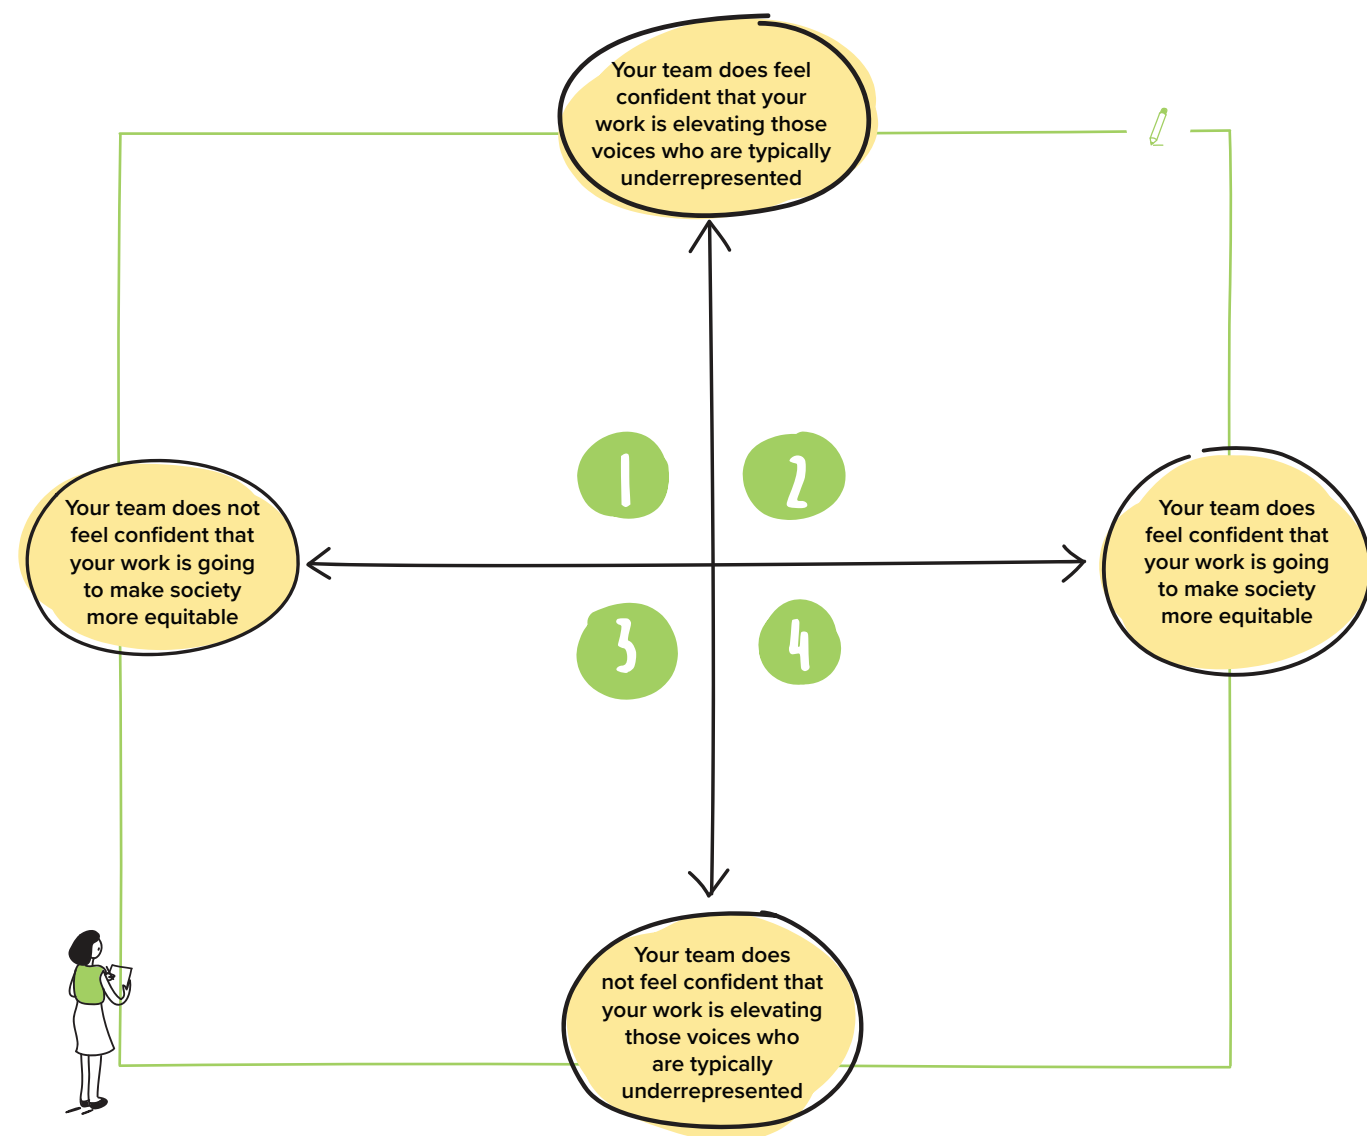 Your team does feel
confident that your
work is elevating those
voices who are typically
underrepresented
1
2
Your team does not
feel confident that
your work is going
to make society
more equitable
Your team does
feel confident that
your work is going
to make society
more equitable
3
4
Your team does
not feel confident that
your work is elevating
those voices who
are typically
underrepresented